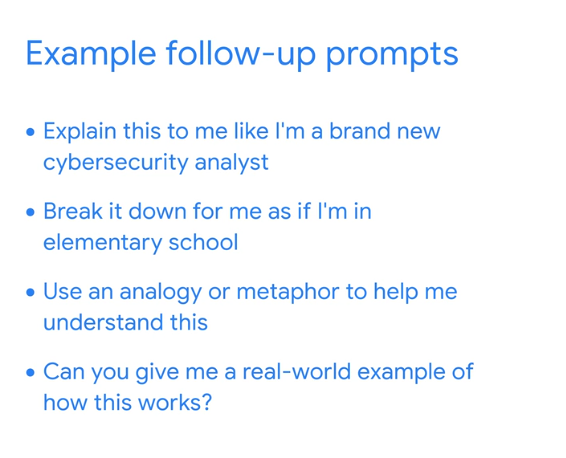 Example follow-up prompts
• Explain this to me like I'm a brand new
cybersecurity analyst
• Break it down for me as if I'm in
elementary school
• Use an analogy or metaphor to help me
understand this
• Can you give me a real-world example of
how this works?